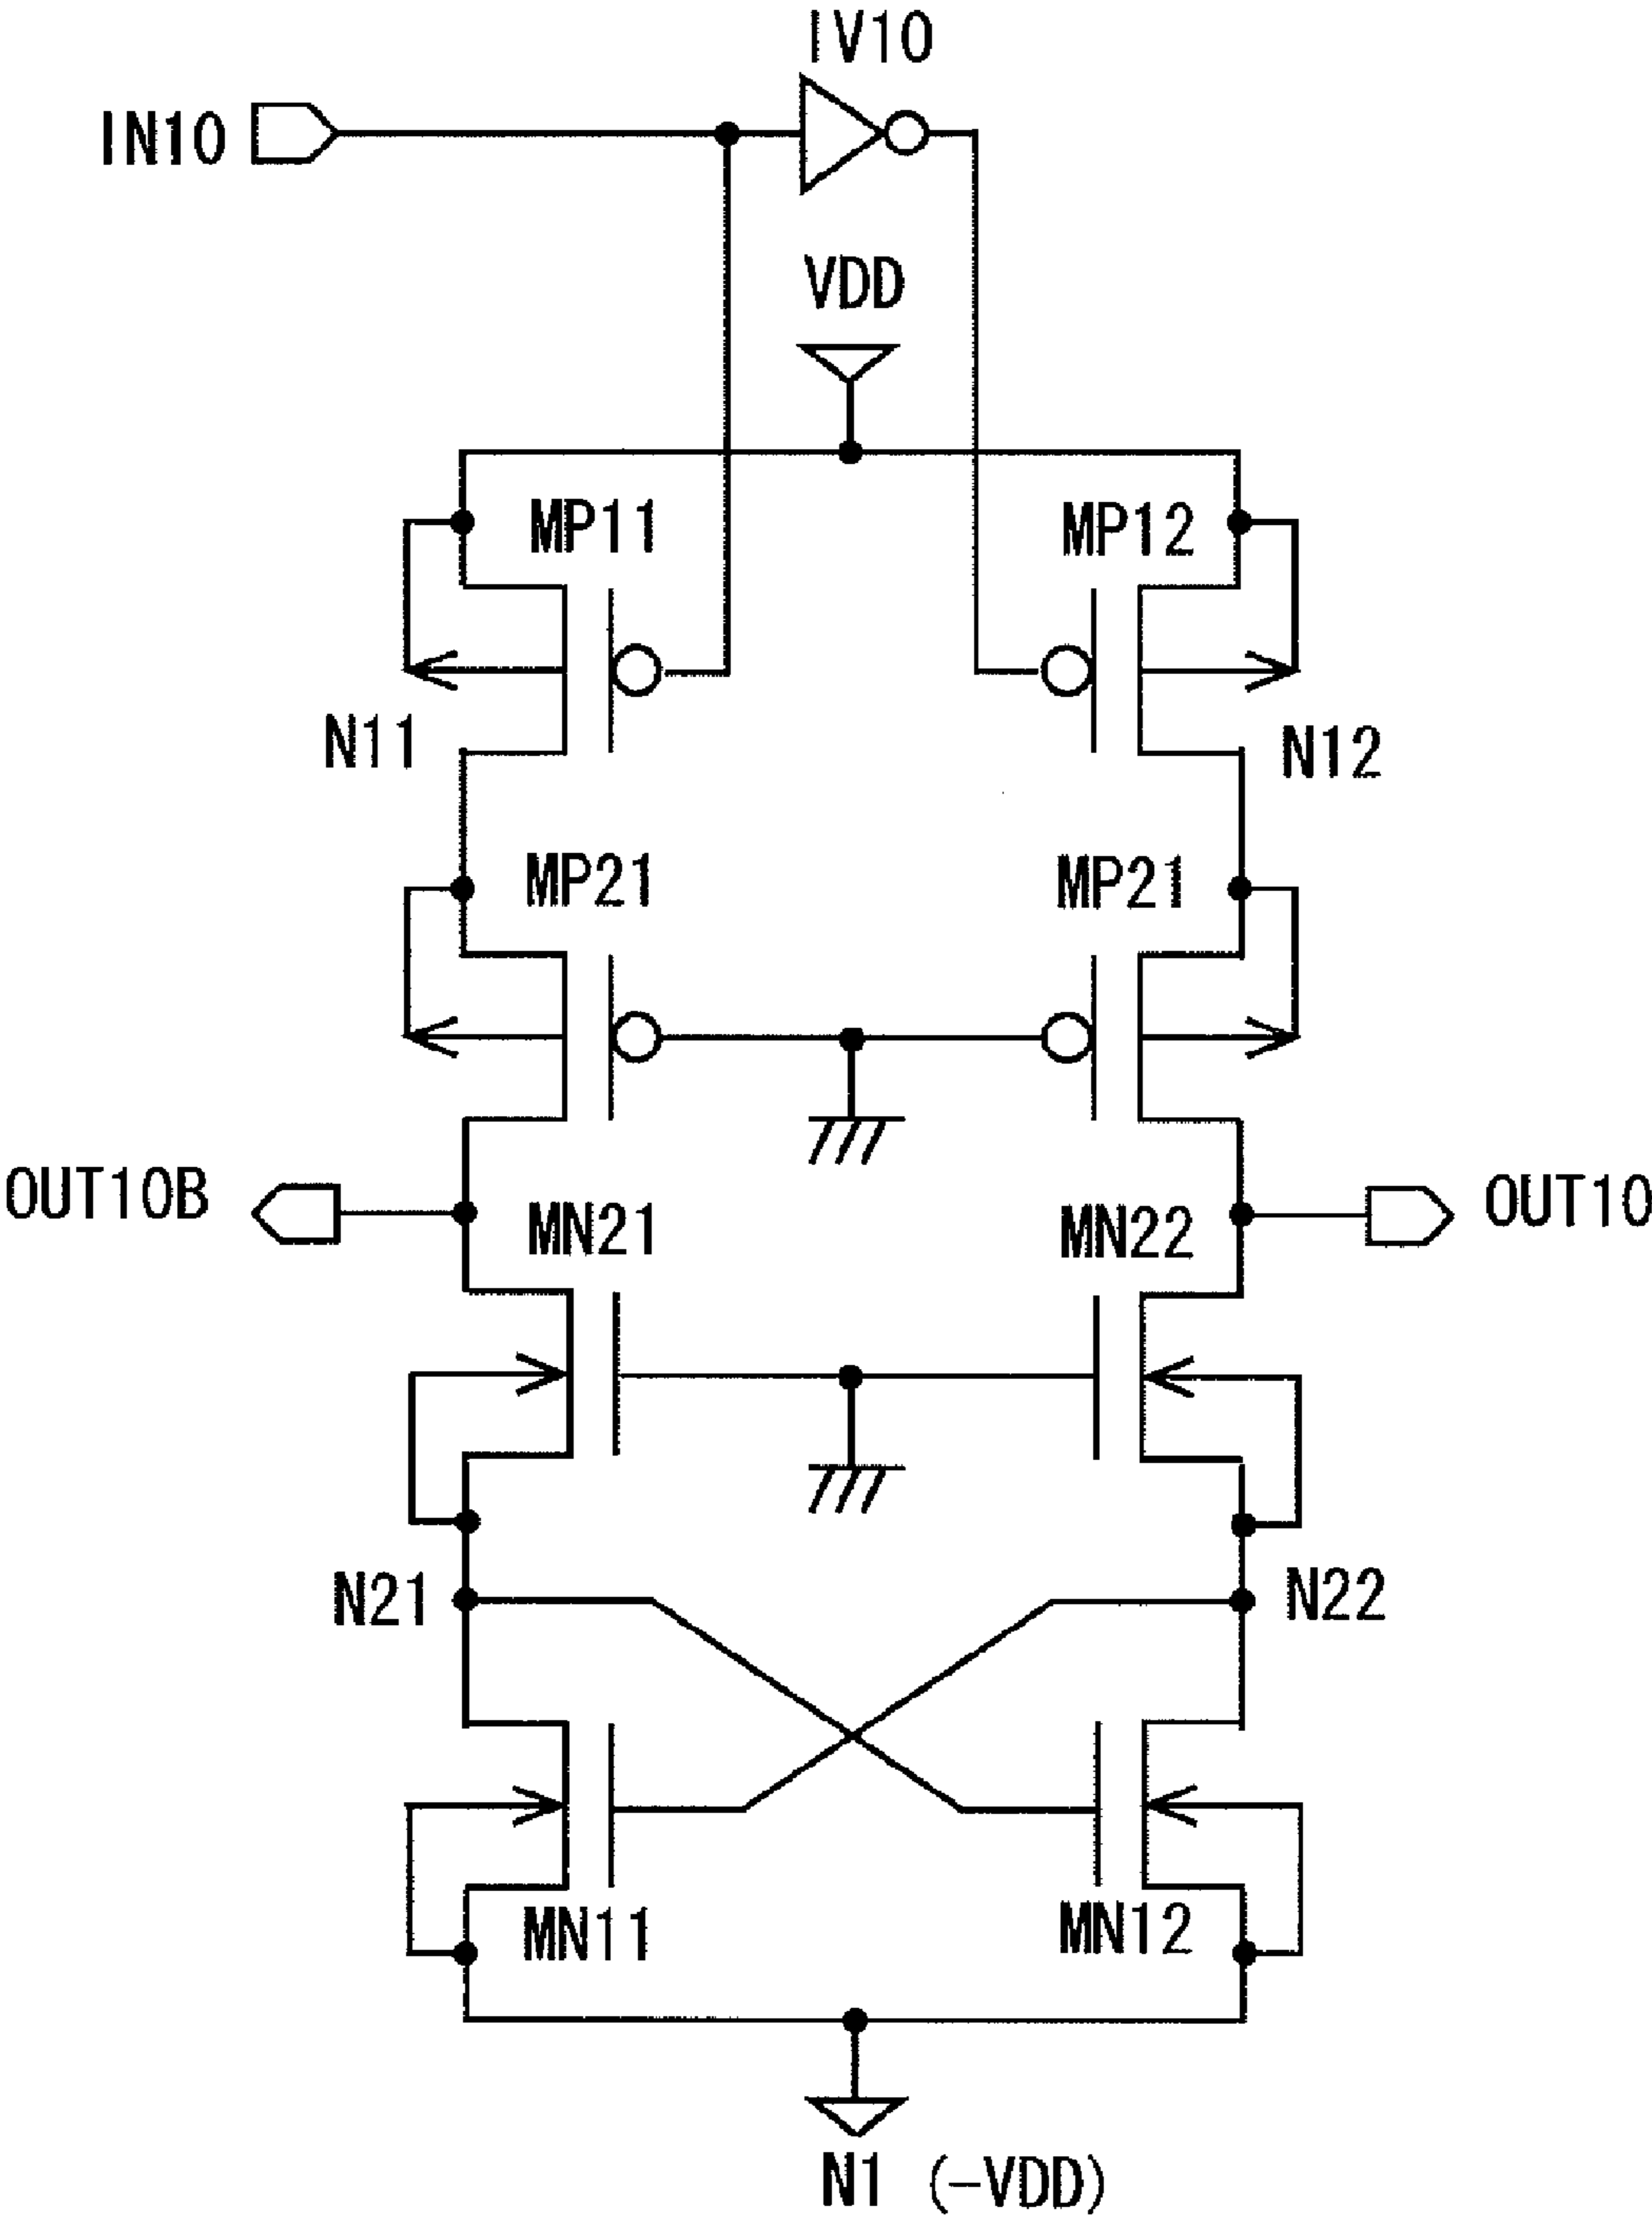 IV10
IN10
VDD
MP11
MP12
N11
N12
MP21
MP21
OUT10B
MN21
MN22
OUT10
N21
N22
MN11
MN12
N1 (-VDD)